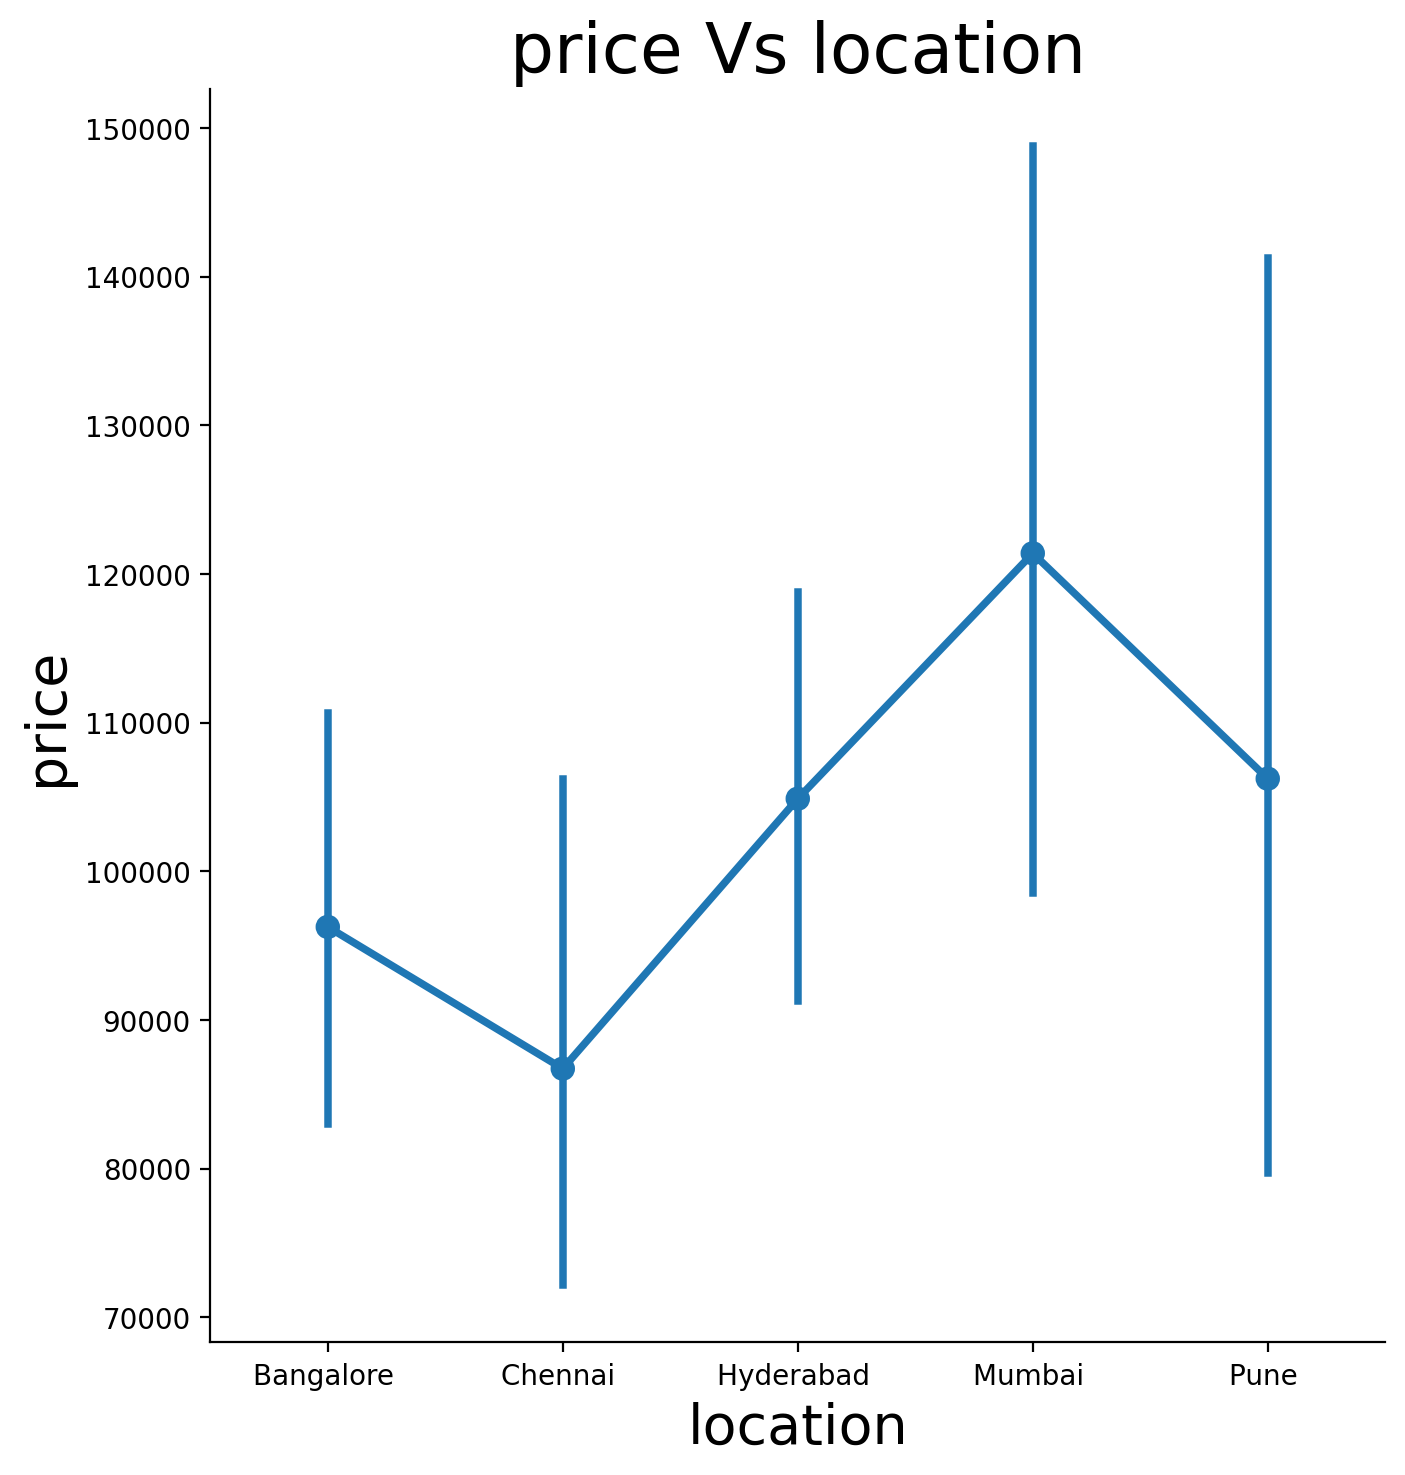 price Vs location
150000
140000
130000
120000
110000
100000
90000
80000
70000
price
Bangalore Chennai Hyderabad Mumbai Pune
location